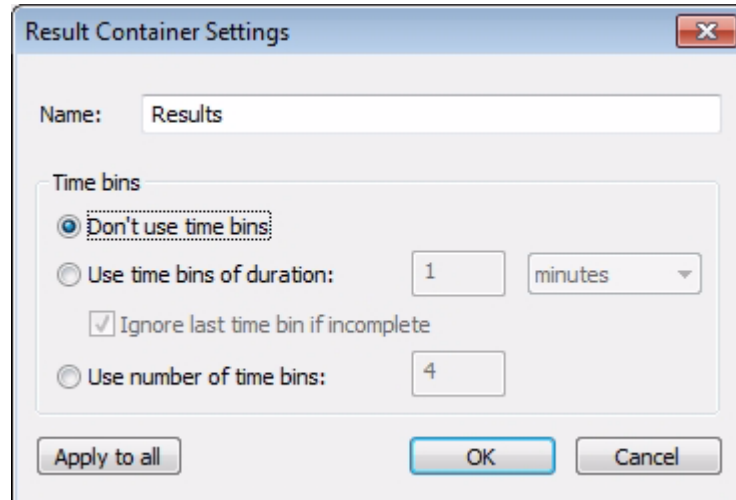 Result Container Settings
Name: Results
Time bins
Don't use time bins
Use time bins of duration: 1 minutes
Ignore last time bin if incomplete
Use number of time bins: 4
Apply to all OK Cancel